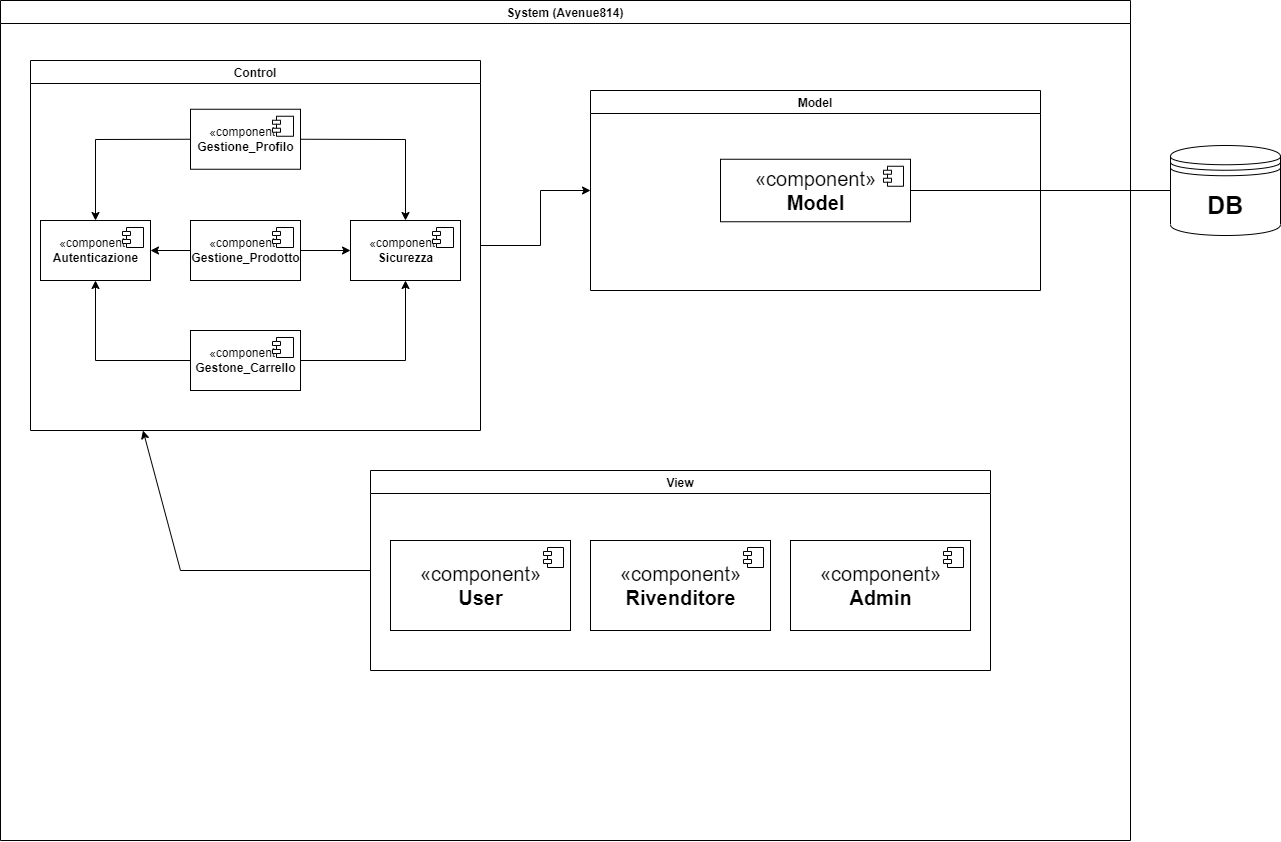 System (Avenue814)
Control
Model
«component
Gestione_Profilo
«component»
Model
DB
«component
Autenticazione
«component
Gestione_Prodotto
«component
Sicurezza
«component
Gestone_Carrello
View
«component»
User
«component»
Rivenditore
«component»
Admin